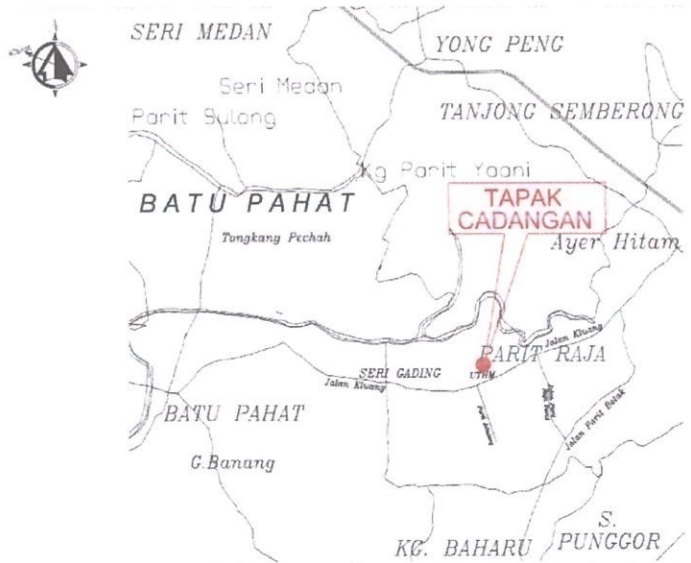 SERI MEDAN
YONG PENG
Seri Medan
Parit Sulong
TANJONG SEMBERONG
Kg Parit Yaani
BATU PAHAT
Tongkang Pechah
TAPAK
CADANGAN
Ayer Hitam
Jalan Kluang
PARIT RAJA
UTHM
SERI GADING
Jalan Kluang
BATU PAHAT
Jalan Parit Botak
G.Banang
KG. BAHARU
S.
PUNGGOR